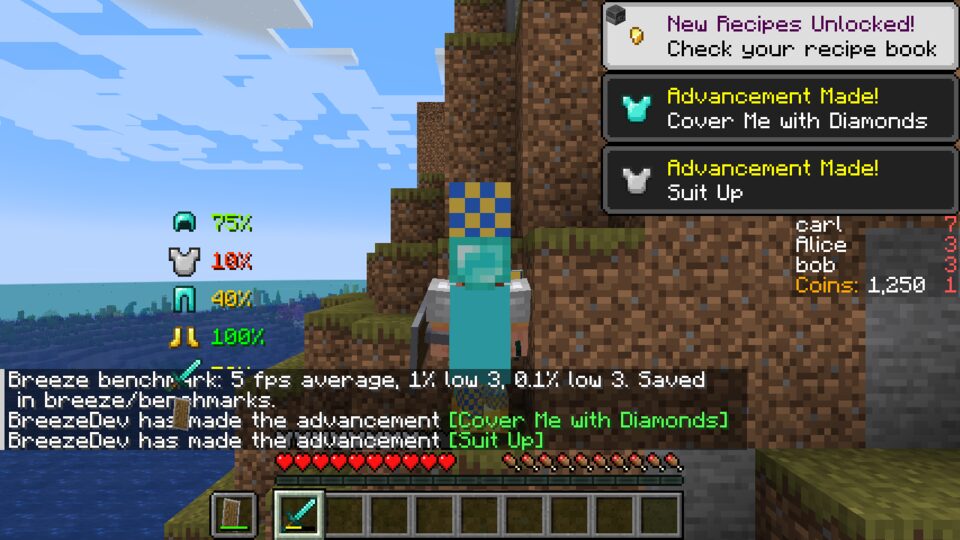 New Recipes Unlocked!
Check your recipe book
Advancement Made!
Cover Me with Diamonds
Advancement Made!
Suit Up
carl 7
Alice 3
bob 3
Coins: 1,250 1
75%
10%
40%
100%
Breeze benchmark: 5 fps average, 1% low 3, 0.1% low 3. Saved
in breeze/benchmarks.
BreezeDev has made the advancement [Cover Me with Diamonds]
BreezeDev has made the advancement [Suit Up]